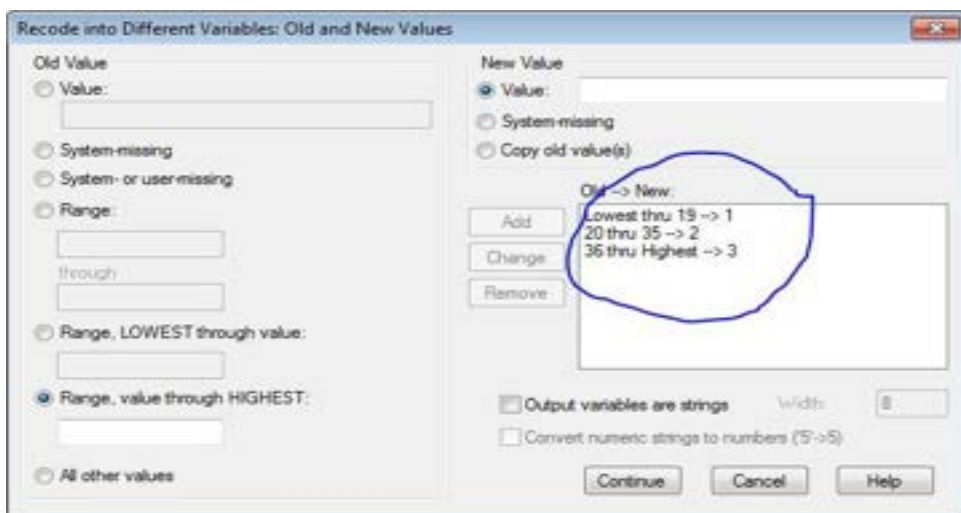 Recode into Different Variables: Old and New Values
Old Value
Value:
System-missing
System- or user-missing
Range:
through
Range, LOWEST through value:
Range, value through HIGHEST:
All other values
New Value
Value:
System-missing
Copy old value(s)
Old --> New:
Lowest thru 19 --> 1
20 thru 35 --> 2
36 thru Highest --> 3
Add
Change
Remove
Output variables are strings Width: 8
Convert numeric strings to numbers ('5'->5)
Continue Cancel Help